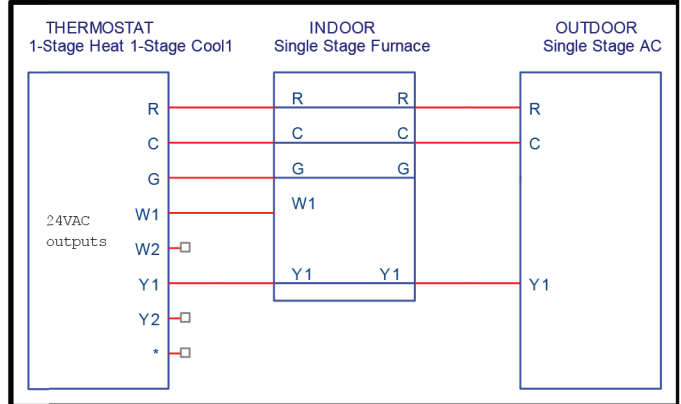 THERMOSTAT
1-Stage Heat 1-Stage Cool1
INDOOR
Single Stage Furnace
OUTDOOR
Single Stage AC
24VAC
outputs
R
C
G
W1
W2
Y1
Y2
*
R R
C C
G G
W1
Y1 Y1
R
C
Y1